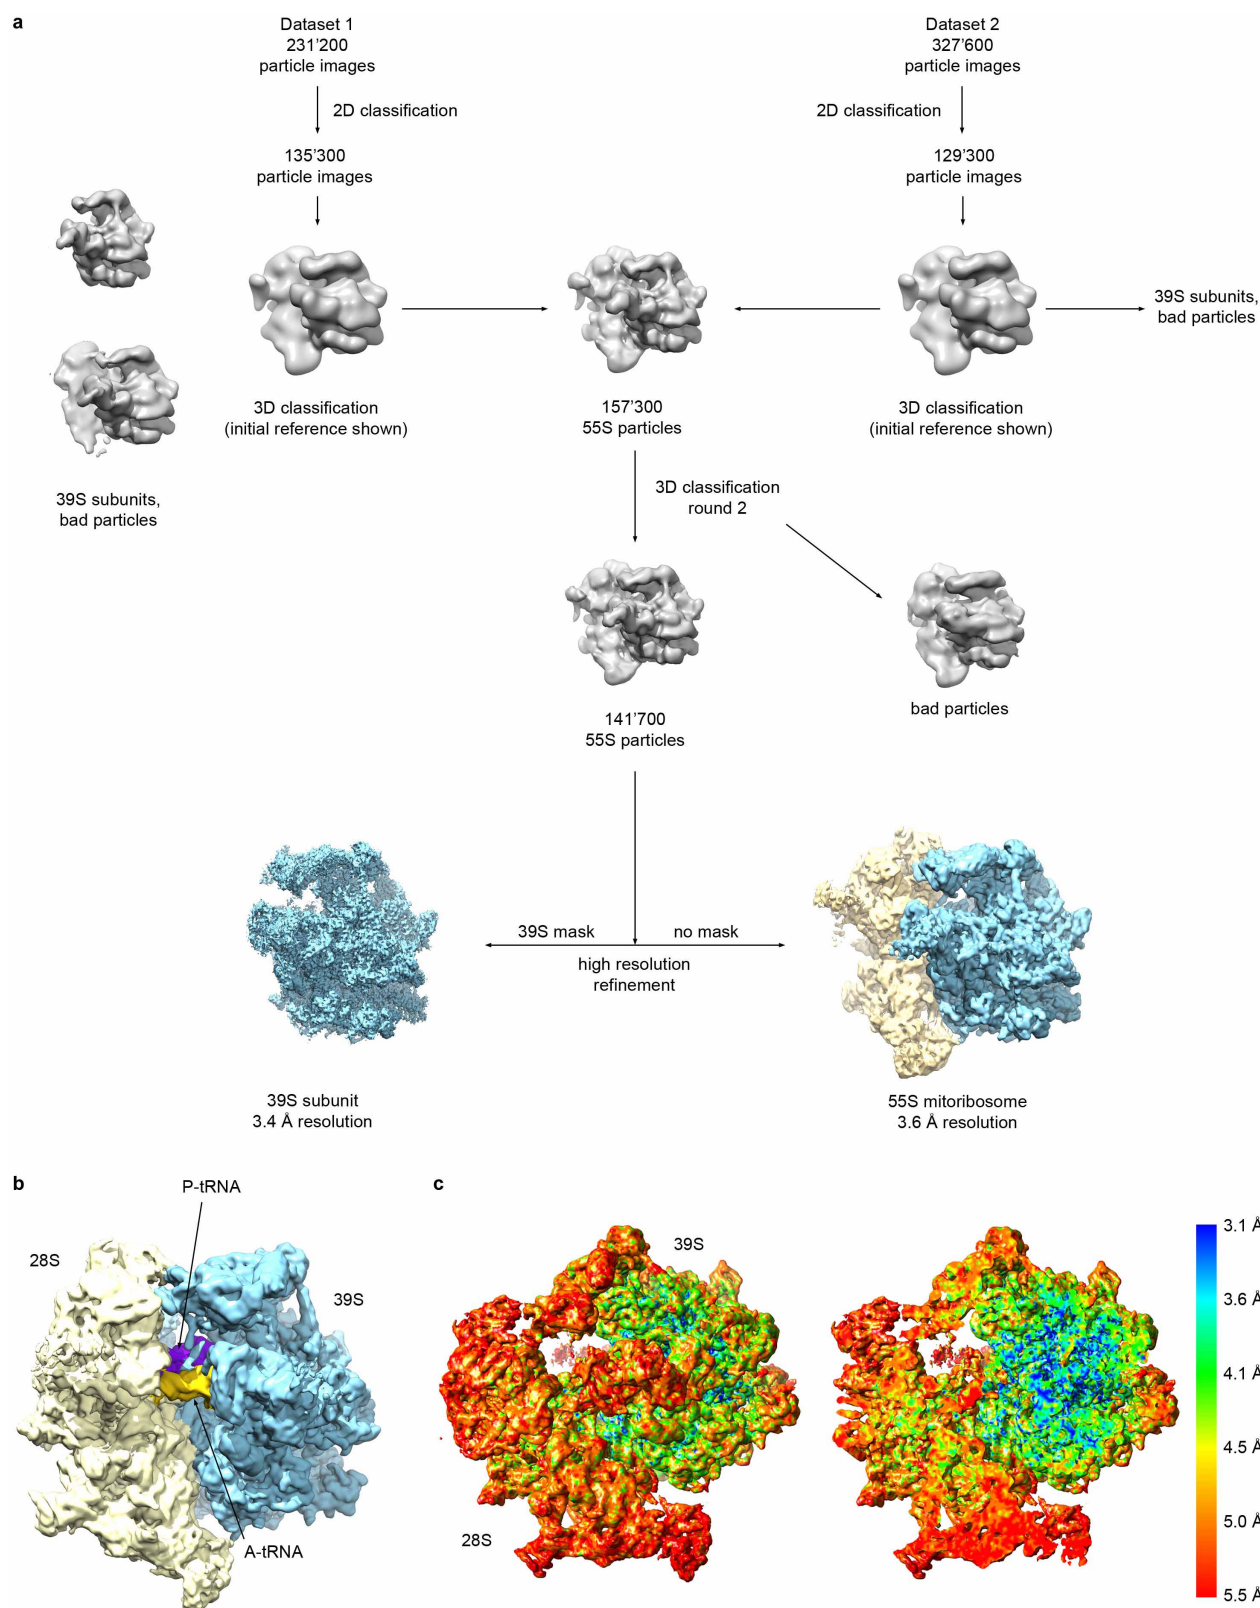 a
Dataset 1
231’200
particle images
Dataset 2
327’600
particle images
2D classification
2D classification
135’300
particle images
129’300
particle images
39S subunits,
bad particles
3D classification
(initial reference shown)
157’300
55S particles
3D classification
(initial reference shown)
39S subunits,
bad particles
3D classification
round 2
141’700
55S particles
bad particles
39S mask
no mask
high resolution
refinement
39S subunit
3.4 Å resolution
55S mitoribosome
3.6 Å resolution
b
P-tRNA
28S
39S
A-tRNA
c
39S
28S
3.1 Å
3.6 Å
4.1 Å
4.5 Å
5.0 Å
5.5 Å